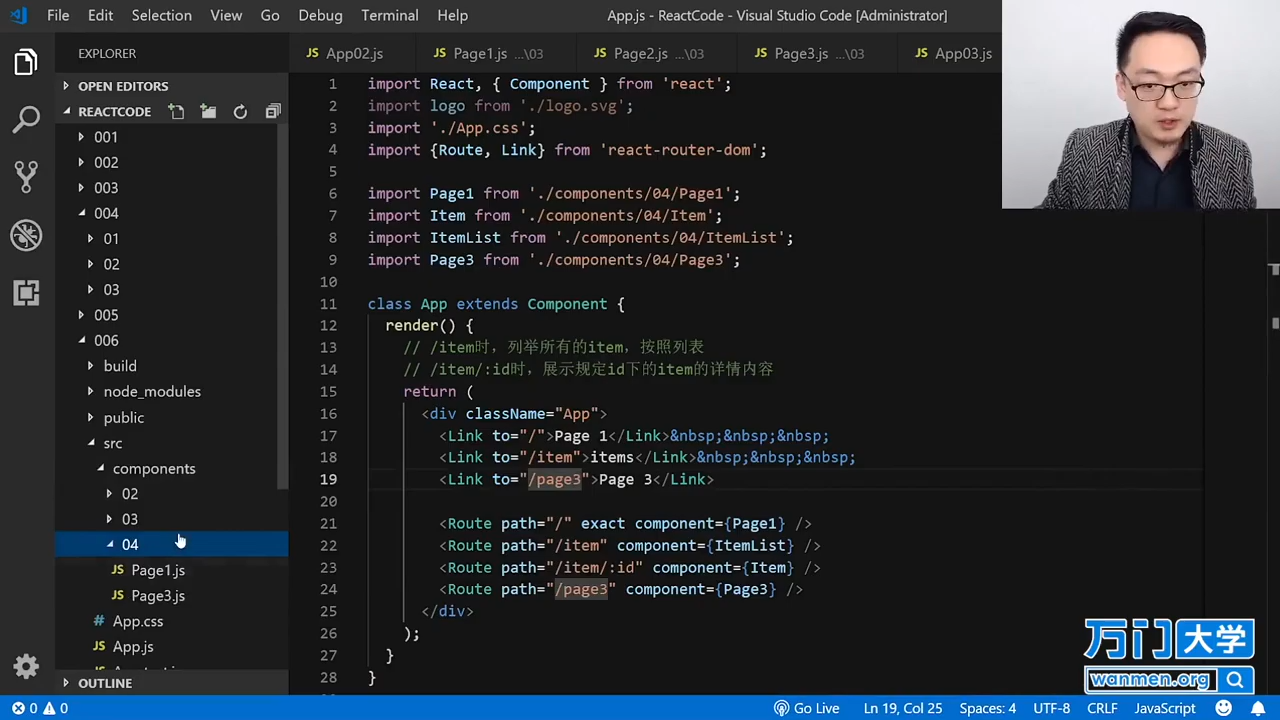 File Edit Selection View Go Debug Terminal Help
App.js - ReactCode - Visual Studio Code [Administrator]
EXPLORER
OPEN EDITORS
REACTCODE
001
002
003
004
01
02
03
005
006
build
node_modules
public
src
components
02
03
04
JS Page1.js
JS Page3.js
# App.css
JS App.js
OUTLINE
JS App02.js
JS Page1.js ...\03
JS Page2.js ...\03
JS Page3.js ...\03
JS App03.js
1 import React, { Component } from 'react';
2 import logo from './logo.svg';
3 import './App.css';
4 import {Route, Link} from 'react-router-dom';
5
6 import Page1 from './components/04/Page1';
7 import Item from './components/04/Item';
8 import ItemList from './components/04/ItemList';
9 import Page3 from './components/04/Page3';
10
11 class App extends Component {
12 render() {
13 // /item时，列举所有的item，按照列表
14 // /item/:id时，展示规定id下的item的详情内容
15 return (
16 <div className="App">
17 <Link to="/">Page 1</Link>&nbsp;&nbsp;&nbsp;
18 <Link to="/item">items</Link>&nbsp;&nbsp;&nbsp;
19 <Link to="/page3">Page 3</Link>
20
21 <Route path="/" exact component={Page1} />
22 <Route path="/item" component={ItemList} />
23 <Route path="/item/:id" component={Item} />
24 <Route path="/page3" component={Page3} />
25 </div>
26 );
27 }
28 }
万门大学
wanmen.org
0 0
Go Live
Ln 19, Col 25
Spaces: 4
UTF-8
CRLF
JavaScript